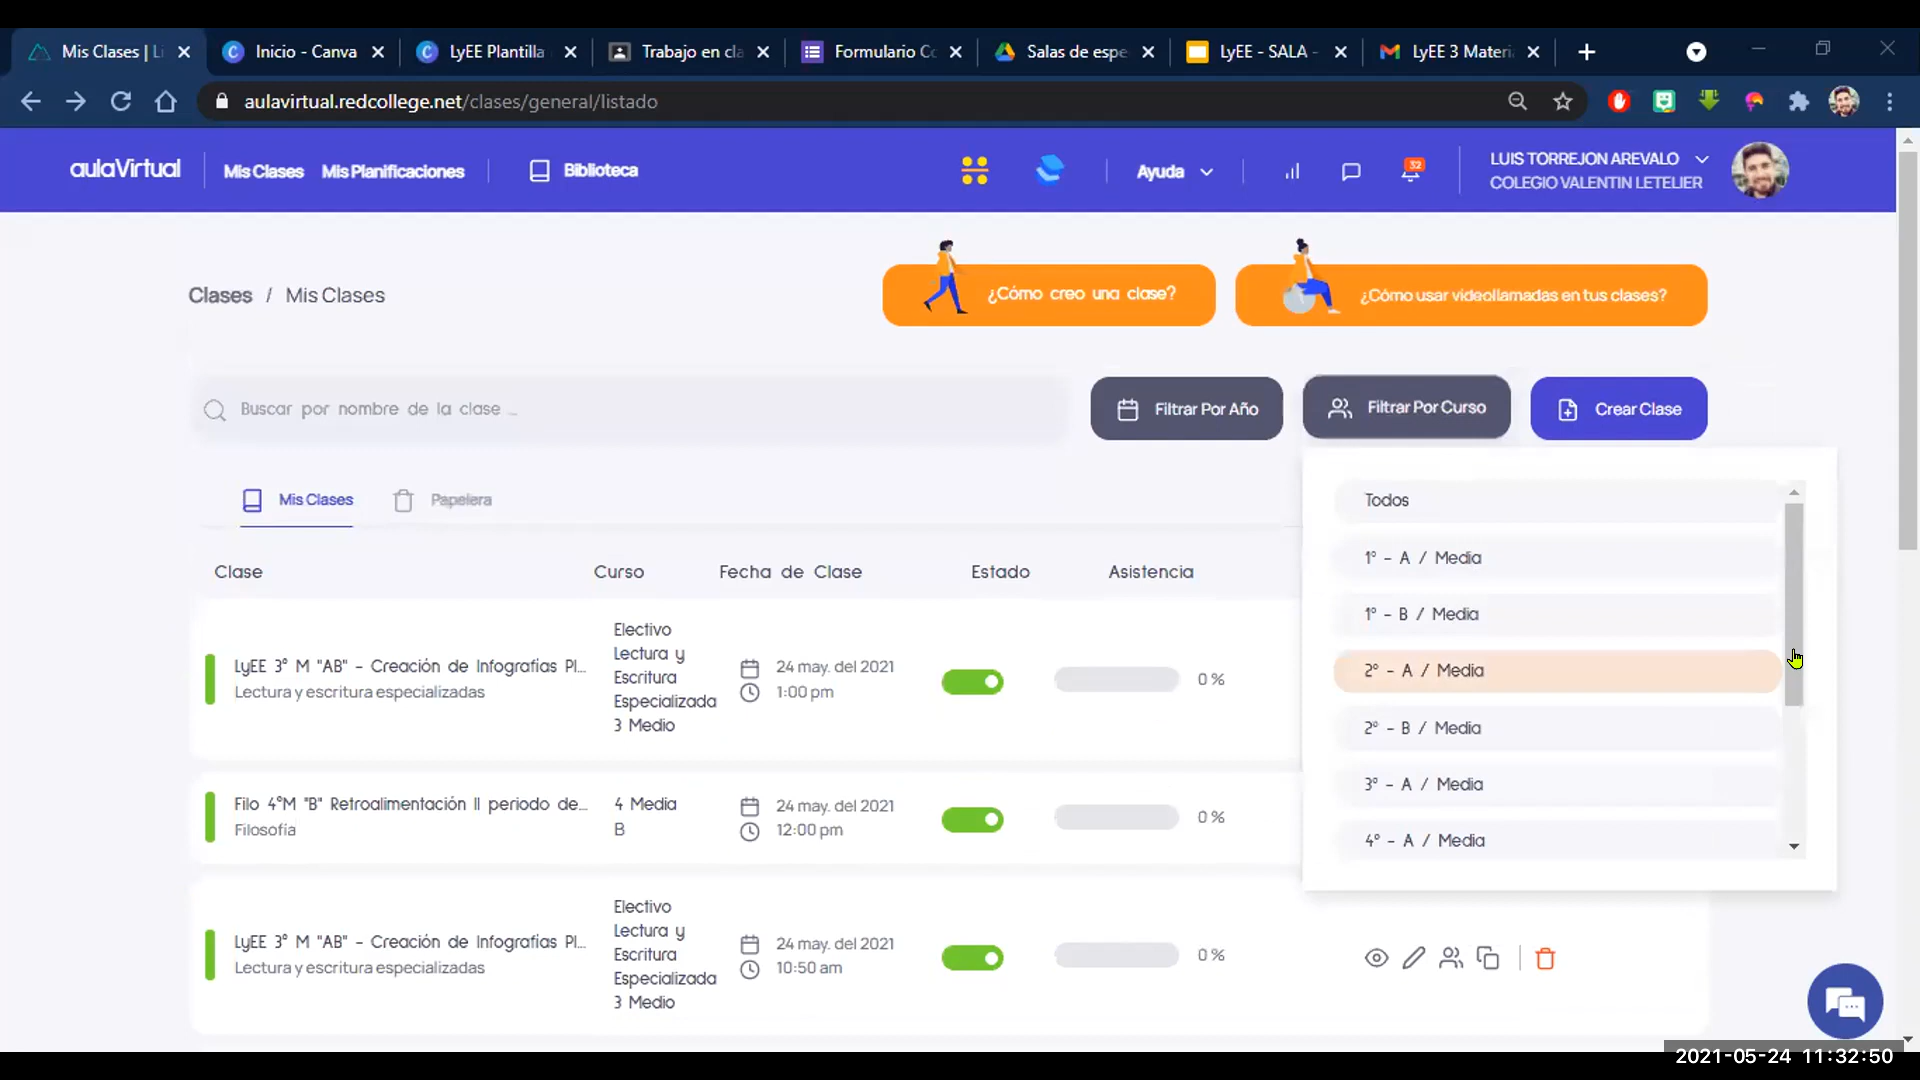 Mis Clases | Li
Inicio - Canva
LyEE Plantilla
Trabajo en cla
Formulario Co
Salas de espe
LyEE - SALA -
LyEE 3 Materi
aulavirtual.redcollege.net/clases/general/listado
aulaVirtual
Mis Clases
Mis Planificaciones
Biblioteca
Ayuda
32
LUIS TORREJON AREVALO
COLEGIO VALENTIN LETELIER
Clases / Mis Clases
¿Cómo creo una clase?
¿Cómo usar videollamadas en tus clases?
Buscar por nombre de la clase ...
Filtrar Por Año
Filtrar Por Curso
Crear Clase
Mis Clases
Papelera
Todos
1° - A / Media
1° - B / Media
2° - A / Media
2° - B / Media
3° - A / Media
4° - A / Media
Clase
Curso
Fecha de Clase
Estado
Asistencia
LyEE 3° M "AB" - Creación de Infografías Pl...
Lectura y escritura especializadas
Electivo
Lectura y
Escritura
Especializada
3 Medio
24 may. del 2021
1:00 pm
0 %
Filo 4°M "B" Retroalimentación II periodo de...
Filosofía
4 Media
B
24 may. del 2021
12:00 pm
0 %
LyEE 3° M "AB" - Creación de Infografías Pl...
Lectura y escritura especializadas
Electivo
Lectura y
Escritura
Especializada
3 Medio
24 may. del 2021
10:50 am
0 %
2021-05-24 11:32:50